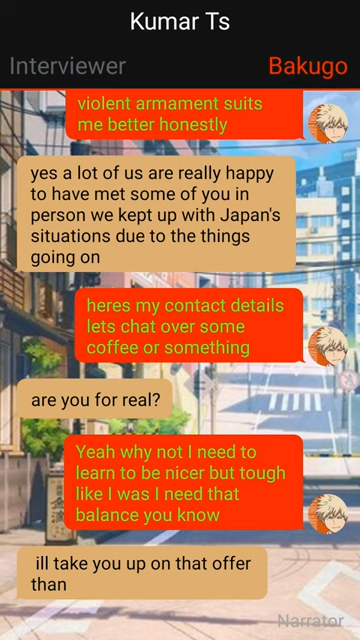 Kumar Ts
Interviewer
Bakugo
violent armament suits
me better honestly
yes a lot of us are really happy
to have met some of you in
person we kept up with Japan's
situations due to the things
going on
heres my contact details
lets chat over some
coffee or something
are you for real?
Yeah why not I need to
learn to be nicer but tough
like I was I need that
balance you know
ill take you up on that offer
than
Narrator